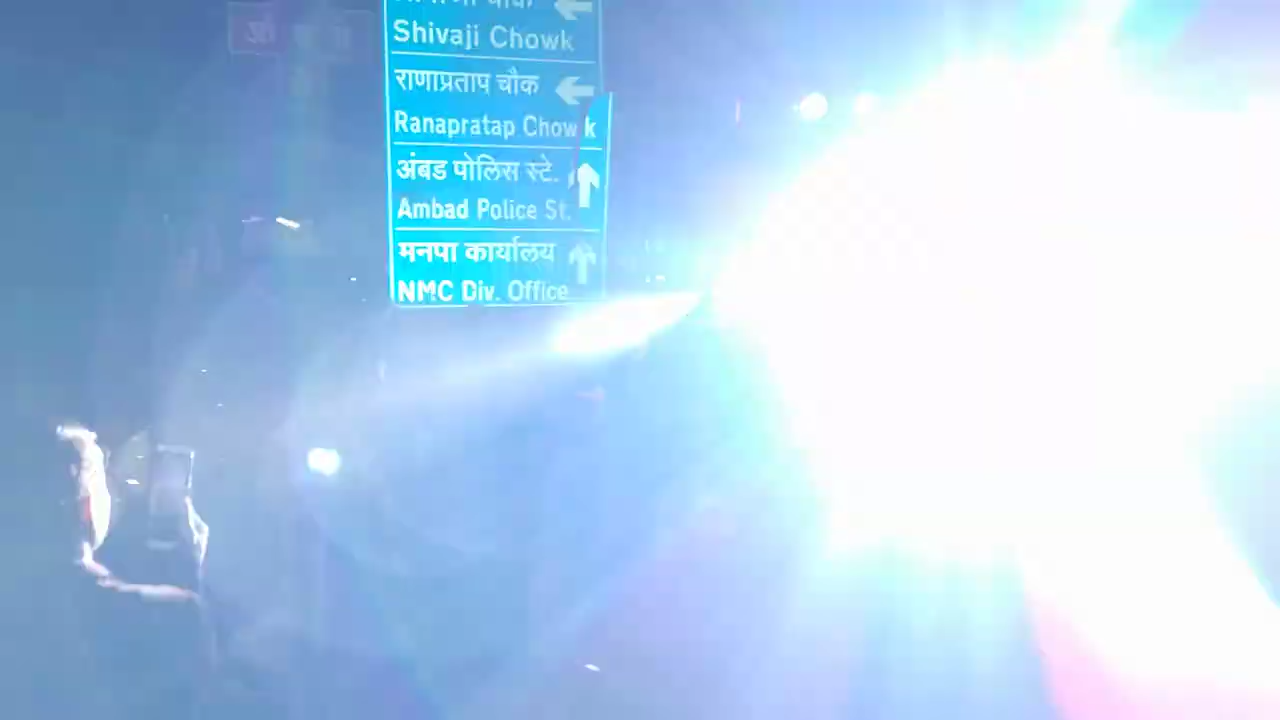 Shivaji Chowk
राणाप्रताप चौक
Ranapratap Chowk
अंबड पोलिस स्टे.
Ambad Police St.
मनपा कार्यालय
NMC Div. Office